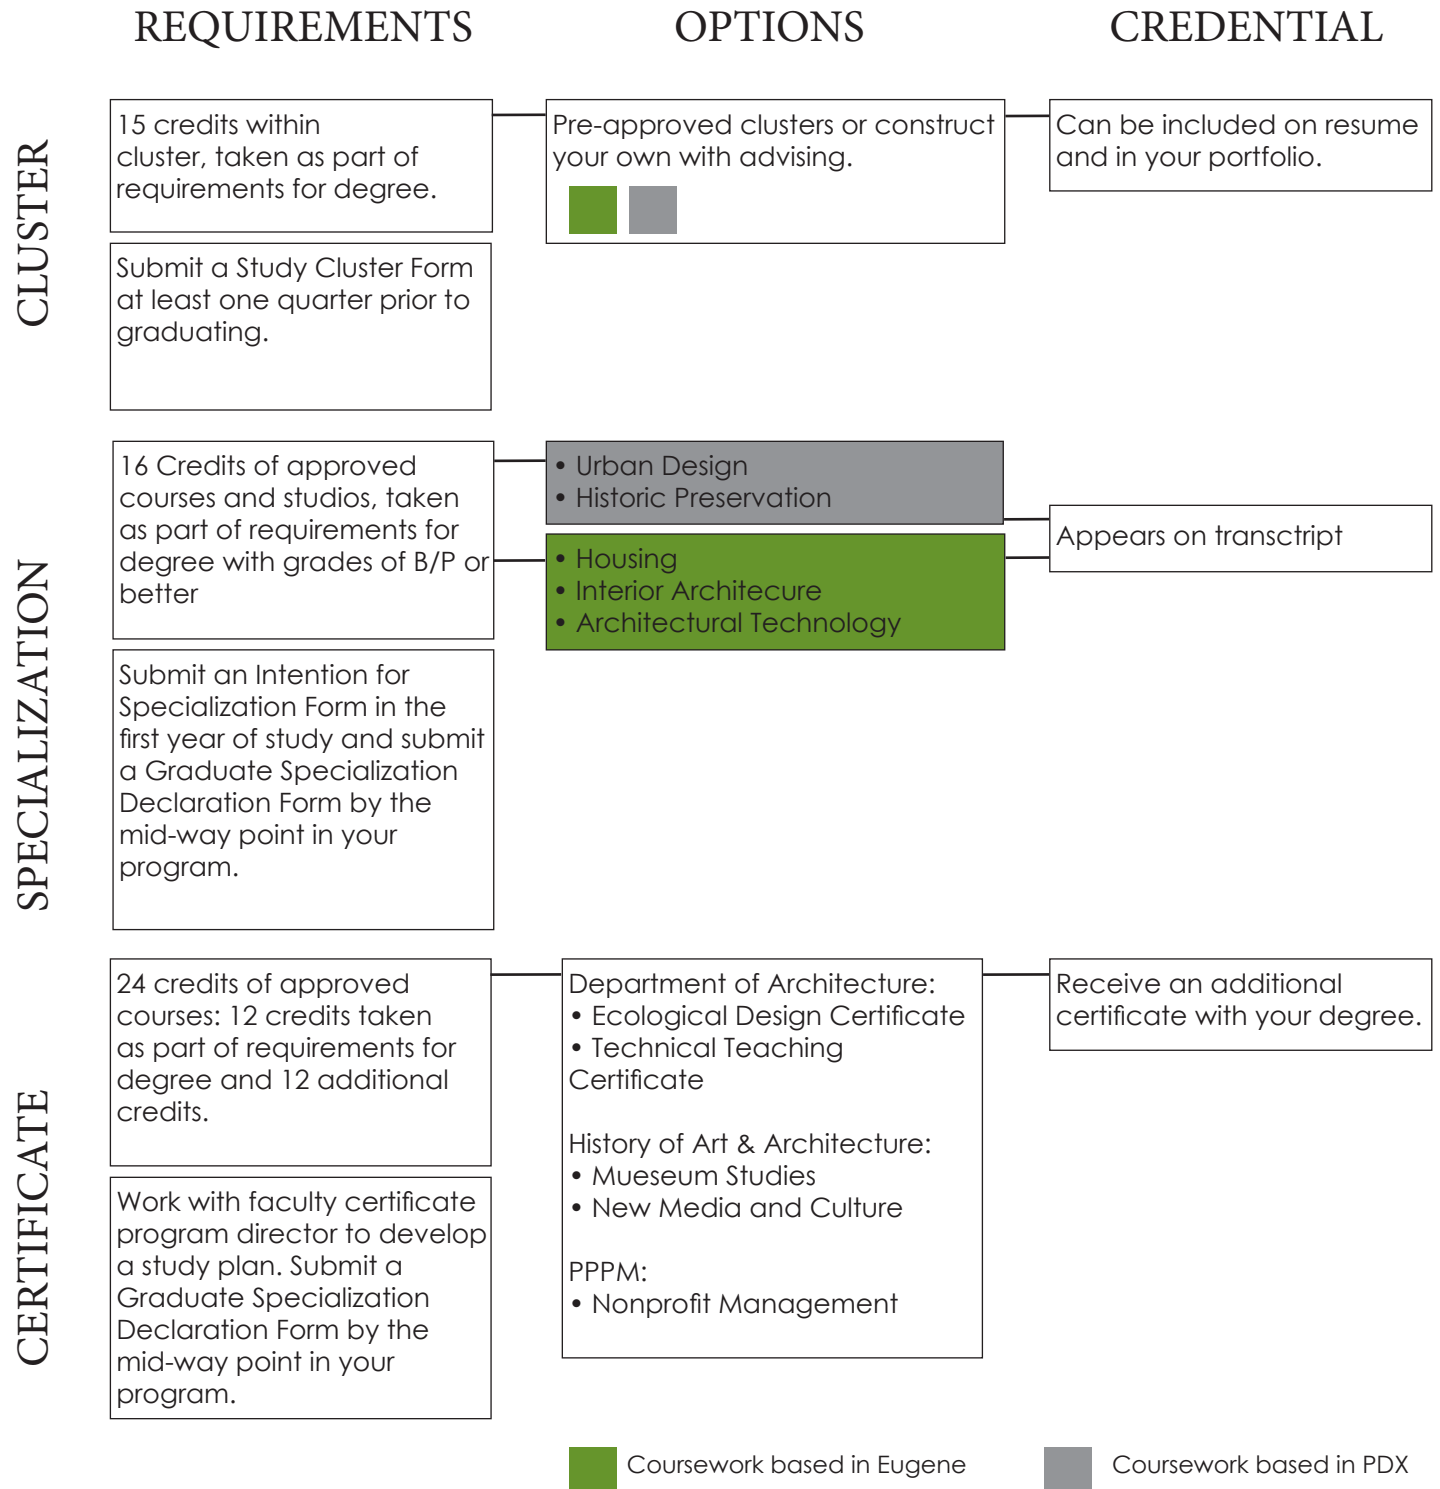 REQUIREMENTS
OPTIONS
CREDENTIAL
CLUSTER
15 credits within
cluster, taken as part of
requirements for degree.
Submit a Study Cluster Form
at least one quarter prior to
graduating.
Pre-approved clusters or construct
your own with advising.
Can be included on resume
and in your portfolio.
SPECIALIZATION
16 Credits of approved
courses and studios, taken
as part of requirements for
degree with grades of B/P or
better
Submit an Intention for
Specialization Form in the
first year of study and submit
a Graduate Specialization
Declaration Form by the
mid-way point in your
program.
• Urban Design
• Historic Preservation
• Housing
• Interior Architecure
• Architectural Technology
Appears on transctript
CERTIFICATE
24 credits of approved
courses: 12 credits taken
as part of requirements for
degree and 12 additional
credits.
Work with faculty certificate
program director to develop
a study plan. Submit a
Graduate Specialization
Declaration Form by the
mid-way point in your
program.
Department of Architecture:
• Ecological Design Certificate
• Technical Teaching
Certificate
History of Art & Architecture:
• Mueseum Studies
• New Media and Culture
PPPM:
• Nonprofit Management
Receive an additional
certificate with your degree.
Coursework based in Eugene
Coursework based in PDX